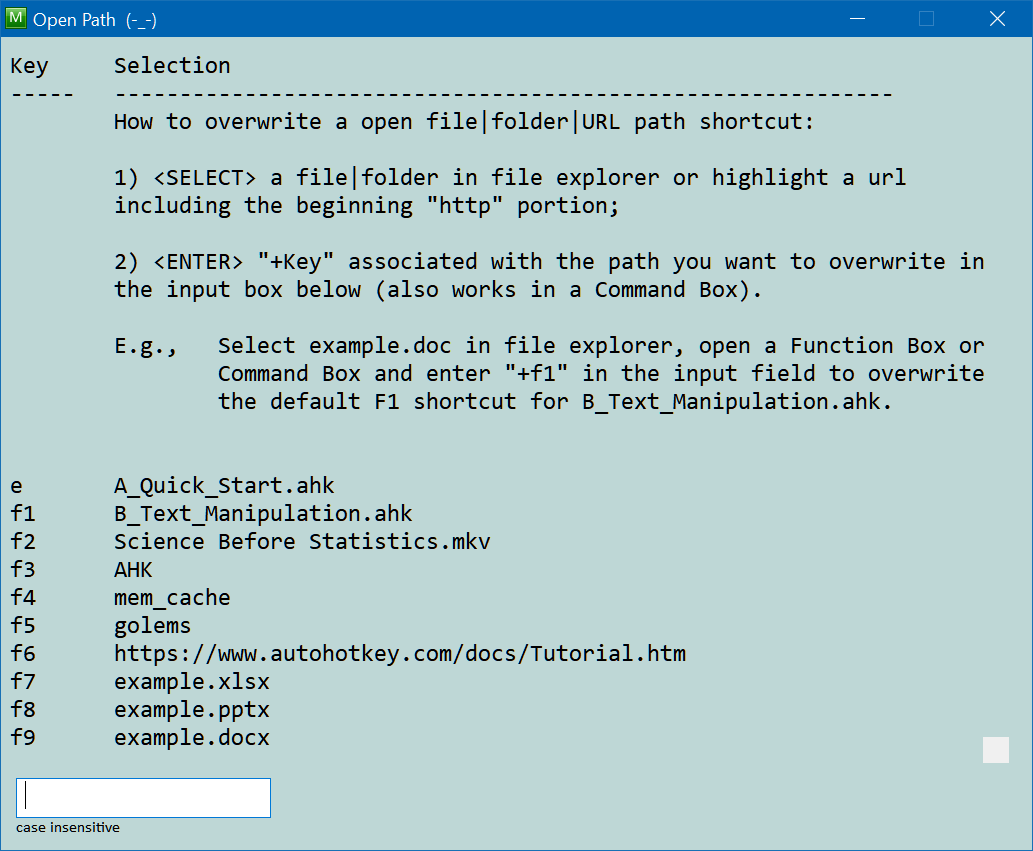 M Open Path (-_-)
Key Selection
----- ------------------------------------------------------------
How to overwrite a open file|folder|URL path shortcut:
1) <SELECT> a file|folder in file explorer or highlight a url
including the beginning "http" portion;
2) <ENTER> "+Key" associated with the path you want to overwrite in
the input box below (also works in a Command Box).
E.g., Select example.doc in file explorer, open a Function Box or
Command Box and enter "+f1" in the input field to overwrite
the default F1 shortcut for B_Text_Manipulation.ahk.
e A_Quick_Start.ahk
f1 B_Text_Manipulation.ahk
f2 Science Before Statistics.mkv
f3 AHK
f4 mem_cache
f5 golems
f6 https://www.autohotkey.com/docs/Tutorial.htm
f7 example.xlsx
f8 example.pptx
f9 example.docx
case insensitive